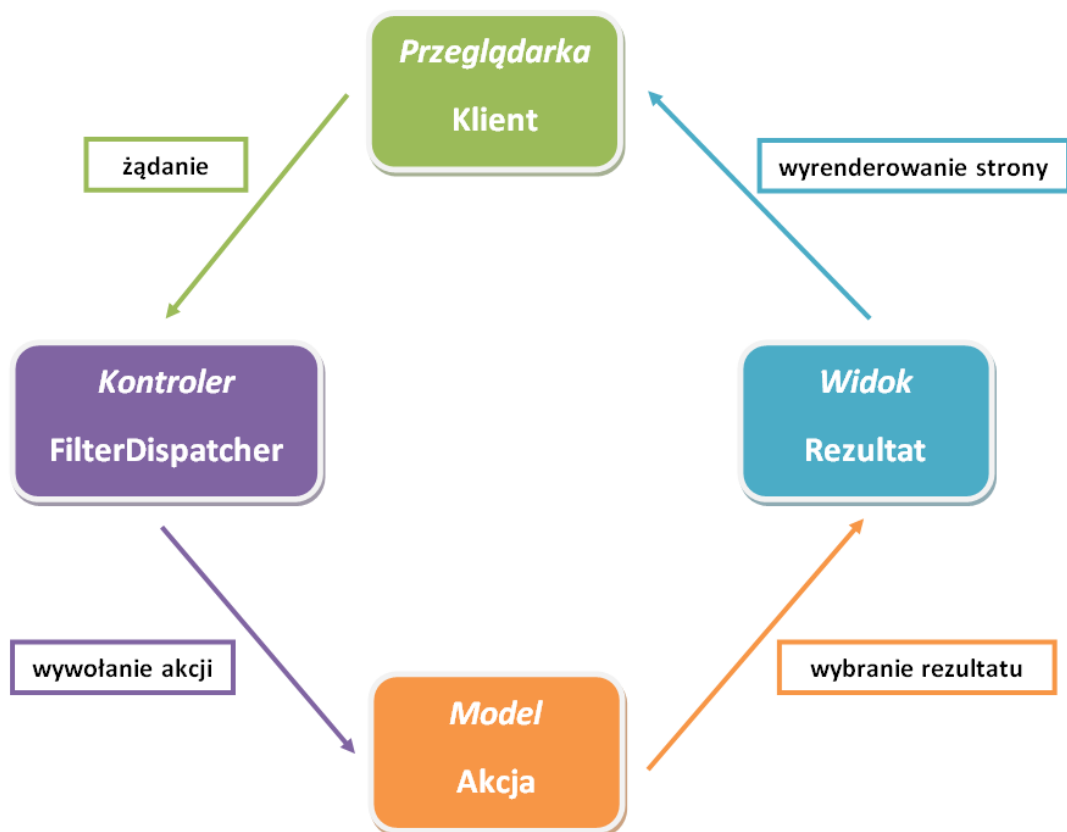 Przeglądarka
Klient
żądanie
wyrenderowanie strony
Kontroler
FilterDispatcher
Widok
Rezultat
wywołanie akcji
wybranie rezultatu
Model
Akcja